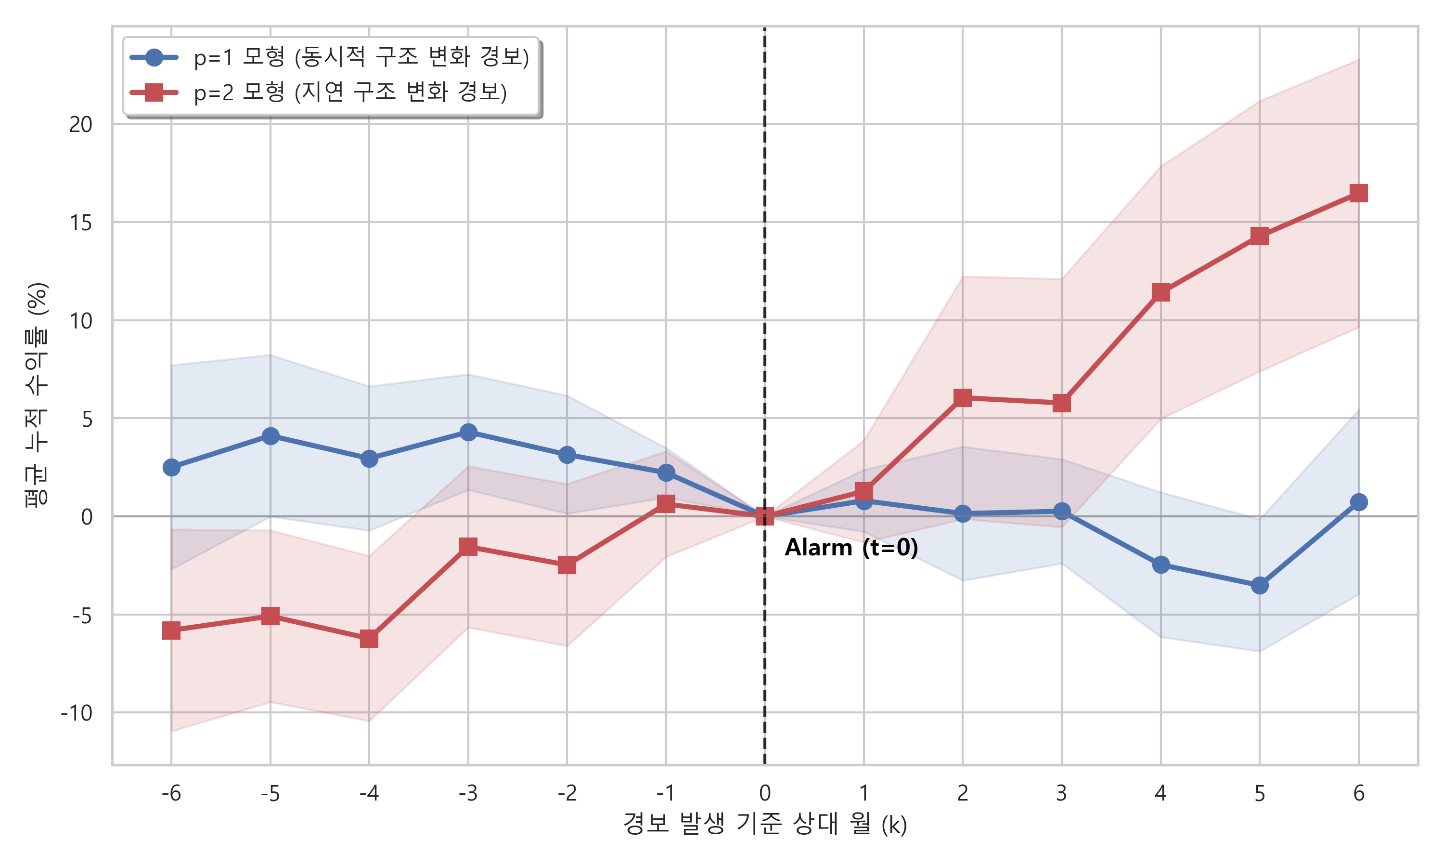 p=1 모형 (동시적 구조 변화 경보)
p=2 모형 (지연 구조 변화 경보)
평균 누적 수익률 (%)
20
15
10
5
0
-5
-10
Alarm (t=0)
-6 -5 -4 -3 -2 -1 0 1 2 3 4 5 6
경보 발생 기준 상대 월 (k)